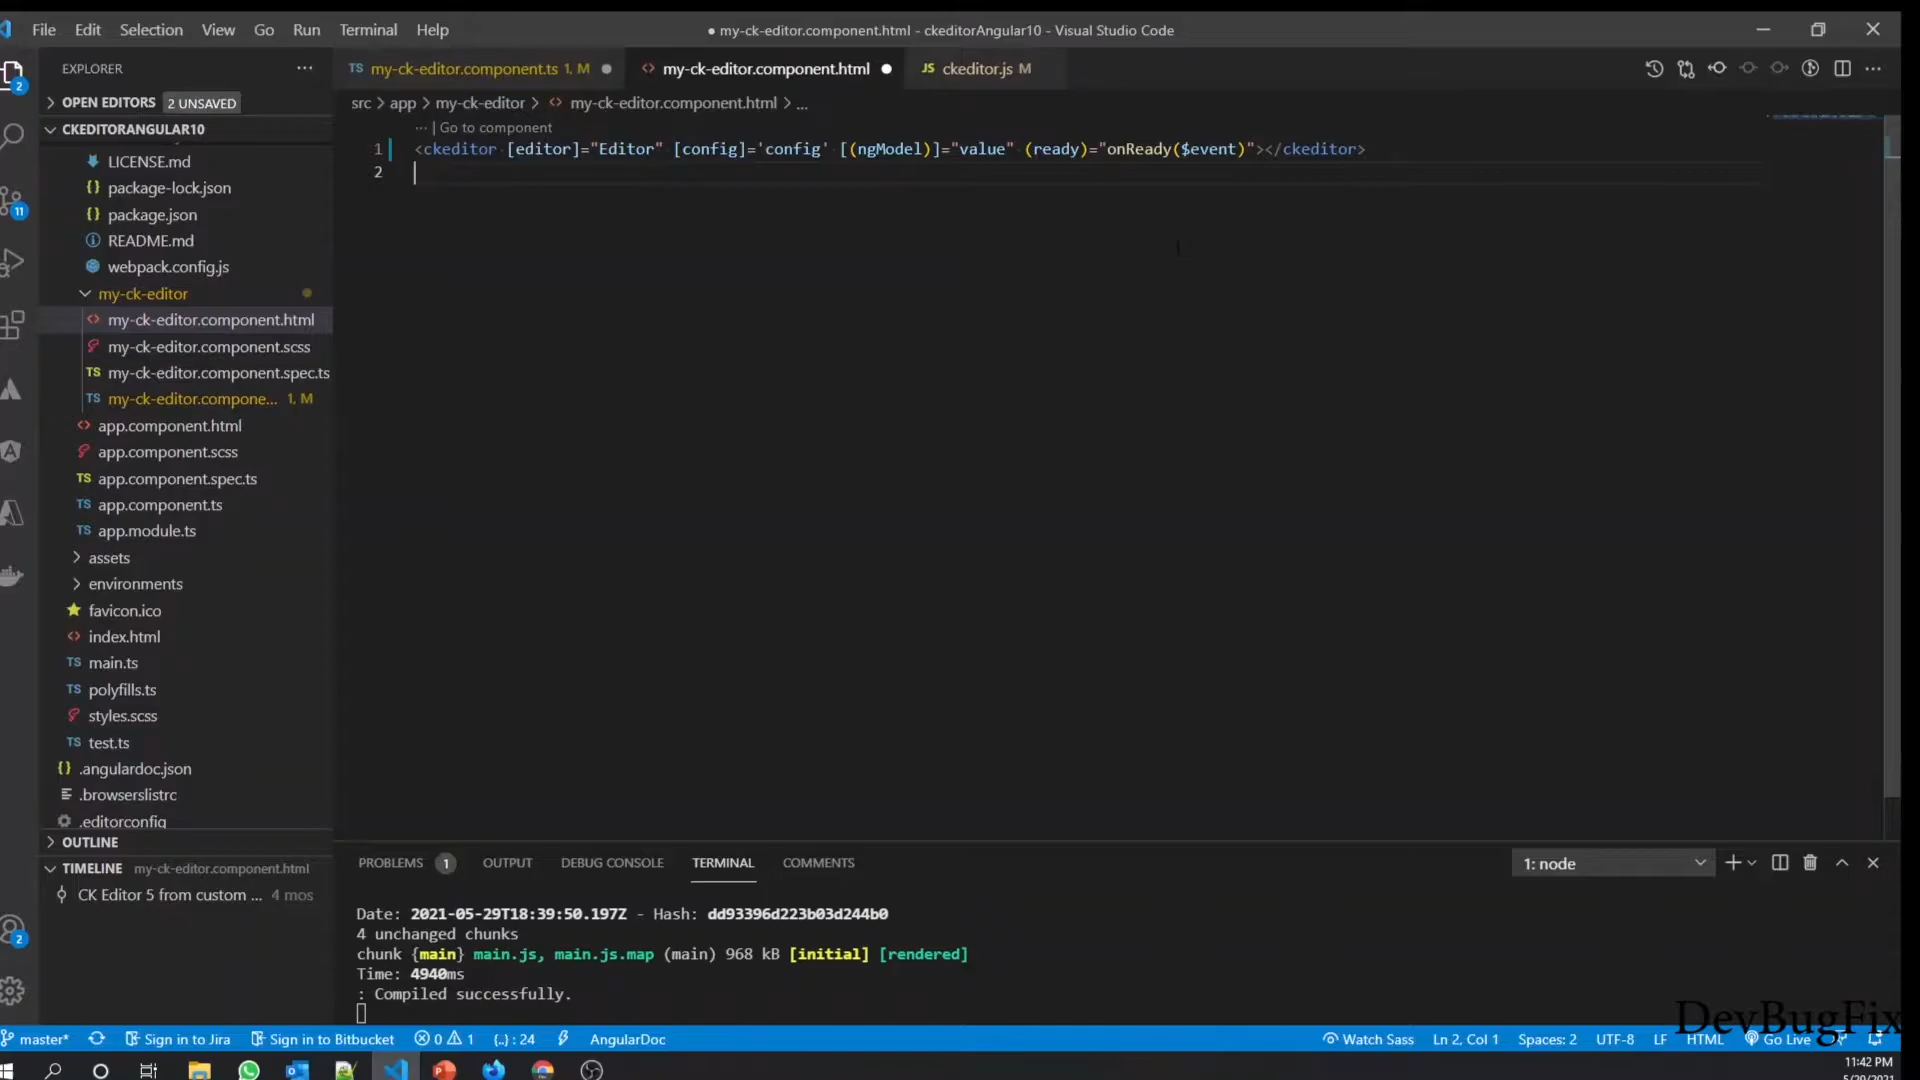 File Edit Selection View Go Run Terminal Help
● my-ck-editor.component.html - ckeditorAngular10 - Visual Studio Code
EXPLORER ...
TS my-ck-editor.component.ts 1, M ●
<> my-ck-editor.component.html ●
JS ckeditor.js M
OPEN EDITORS 2 UNSAVED
src > app > my-ck-editor > <> my-ck-editor.component.html > ...
CKEDITORANGULAR10
... | Go to component
1 <ckeditor [editor]="Editor" [config]='config' [(ngModel)]="value" (ready)="onReady($event)"></ckeditor>
2
LICENSE.md
{} package-lock.json
{} package.json
README.md
webpack.config.js
my-ck-editor
<> my-ck-editor.component.html
my-ck-editor.component.scss
TS my-ck-editor.component.spec.ts
TS my-ck-editor.compone... 1, M
<> app.component.html
app.component.scss
TS app.component.spec.ts
TS app.component.ts
TS app.module.ts
assets
environments
favicon.ico
<> index.html
TS main.ts
TS polyfills.ts
styles.scss
TS test.ts
{} .angulardoc.json
.browserslistrc
.editorconfig
OUTLINE
TIMELINE my-ck-editor.component.html
CK Editor 5 from custom ... 4 mos
2
11
2
PROBLEMS 1 OUTPUT DEBUG CONSOLE TERMINAL COMMENTS
1: node
Date: 2021-05-29T18:39:50.197Z - Hash: dd93396d223b03d244b0
4 unchanged chunks
chunk {main} main.js, main.js.map (main) 968 kB [initial] [rendered]
Time: 4940ms
: Compiled successfully.
DevBugFix
master* Sign in to Jira Sign in to Bitbucket 0 1 {..} : 24 AngularDoc
Watch Sass Ln 2, Col 1 Spaces: 2 UTF-8 LF HTML Go Live
11:42 PM